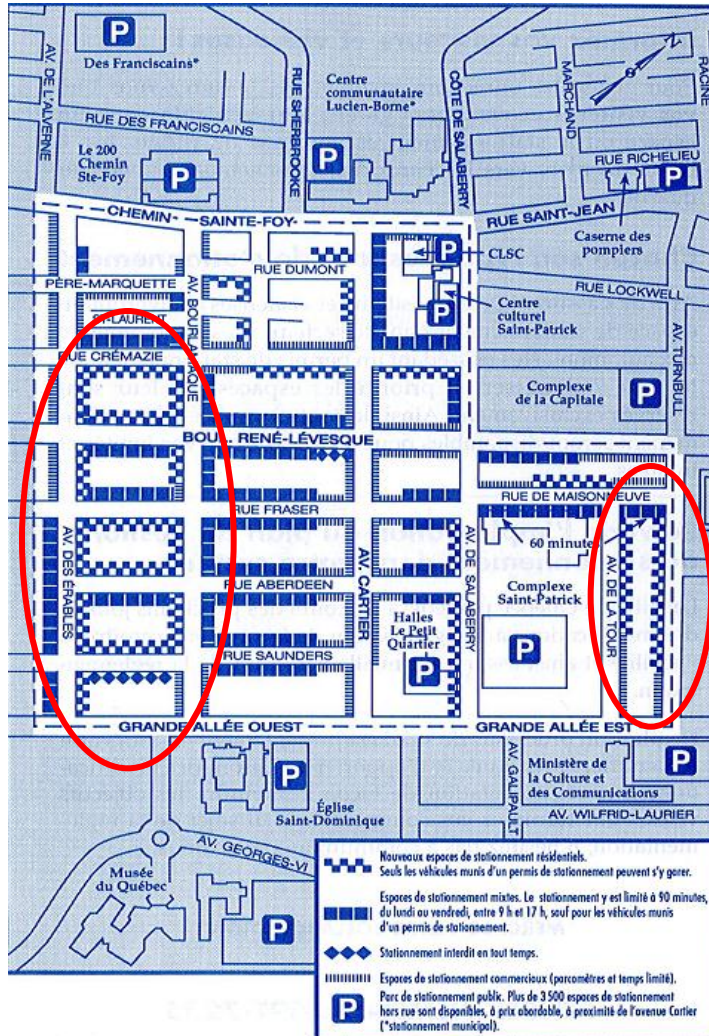 P
Des Franciscains*
AV. DE L'ALVERNE
RUE DES FRANCISCAINS
RUE SHERBROOKE
Centre
communautaire
Lucien-Borne*
P
CÔTE DE SALABERRY
MARCHAND
N
RACINE
Le 200
Chemin
Ste-Foy
P
RUE RICHELIEU
P
CHEMIN SAINTE-FOY
RUE SAINT-JEAN
Caserne des
pompiers
P
CLSC
RUE DUMONT
PÈRE-MARQUETTE
AV. BOURLAMAQUE
RUE LOCKWELL
P
Centre
culturel
Saint-Patrick
ST-LAURENT
RUE CRÉMAZIE
AV. TURNBULL
Complexe
de la Capitale
P
BOUL. RENÉ-LÉVESQUE
P
RUE DE MAISONNEUVE
RUE FRASER
60 minutes
AV. DES ÉRABLES
AV. CARTIER
AV. DE SALABERRY
AV. DE LA TOUR
RUE ABERDEEN
Complexe
Saint-Patrick
P
Halles
Le Petit
Quartier
P
RUE SAUNDERS
GRANDE ALLÉE OUEST
GRANDE ALLÉE EST
P
Église
Saint-Dominique
AV. GALIPAULT
Ministère de
la Culture et
des Communications
P
AV. WILFRID-LAURIER
AV. GEORGES-VI
Musée
du Québec
P
Nouveaux espaces de stationnement résidentiels.
Seuls les véhicules munis d'un permis de stationnement peuvent s'y garer.
Espaces de stationnement mixtes. Le stationnement y est limité à 90 minutes,
du lundi au vendredi, entre 9 h et 17 h, sauf pour les véhicules munis
d'un permis de stationnement.
Stationnement interdit en tout temps.
Espaces de stationnement commerciaux (parcomètres et temps limité).
P
Parc de stationnement public. Plus de 3 500 espaces de stationnement
hors rue sont disponibles, à prix abordable, à proximité de l'avenue Cartier
(*stationnement municipal).